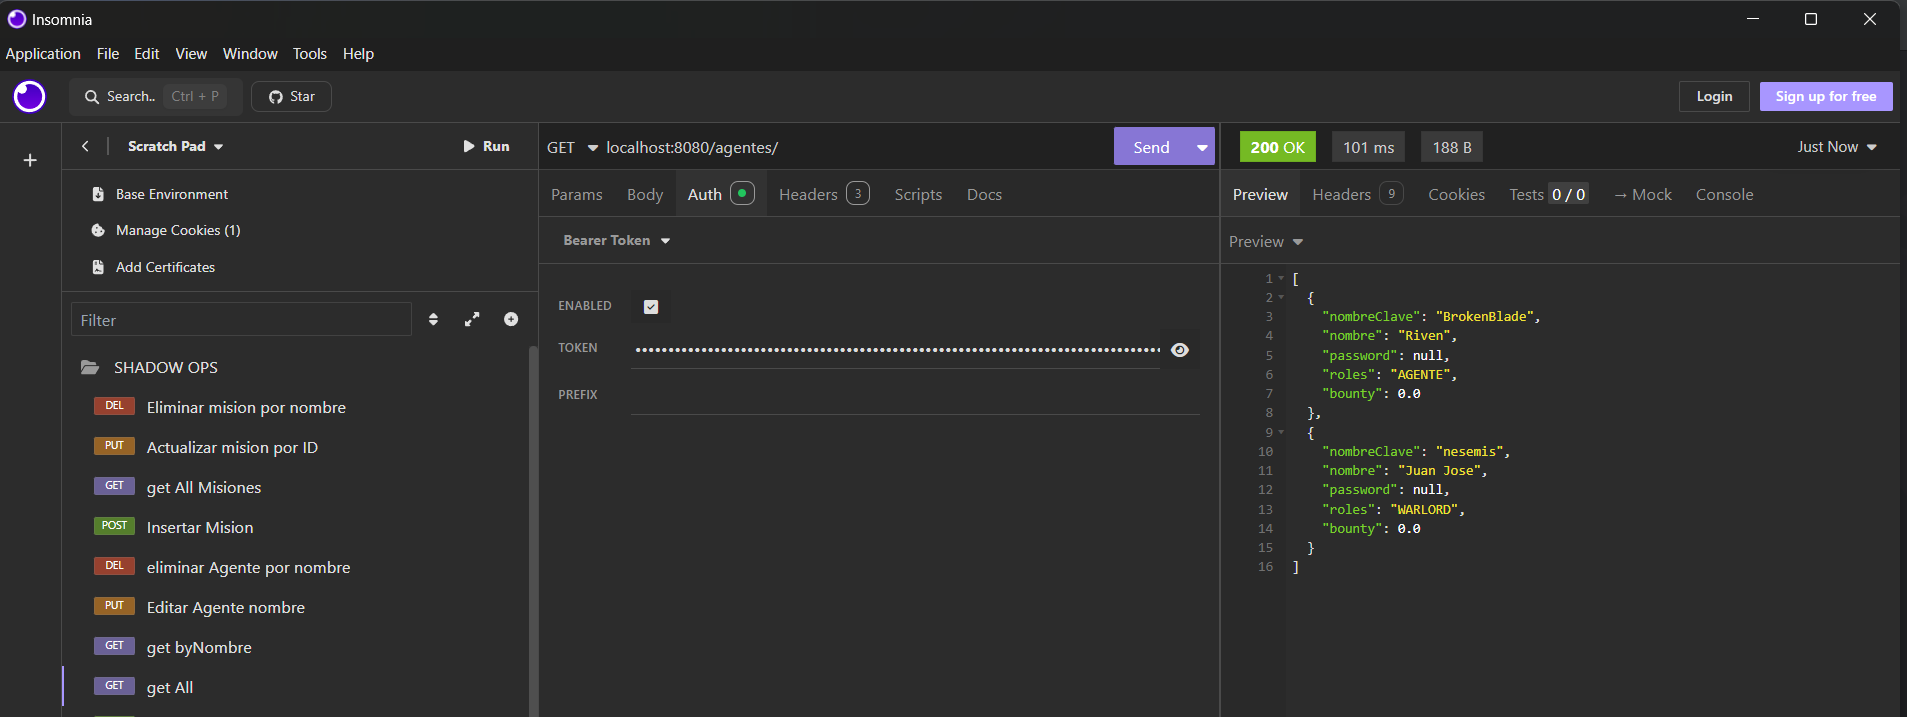 Insomnia
Application File Edit View Window Tools Help
Search.. Ctrl + P Star Login Sign up for free
Scratch Pad Run
Base Environment
Manage Cookies (1)
Add Certificates
Filter
SHADOW OPS
DEL Eliminar mision por nombre
PUT Actualizar mision por ID
GET get All Misiones
POST Insertar Mision
DEL eliminar Agente por nombre
PUT Editar Agente nombre
GET get byNombre
GET get All
GET localhost:8080/agentes/ Send
Params Body Auth Headers 3 Scripts Docs
Bearer Token
ENABLED
TOKEN ••••••••••••••••••••••••••••••••••••••••••••••••••••••••••••••••••••••••••
PREFIX
200 OK 101 ms 188 B Just Now
Preview Headers 9 Cookies Tests 0 / 0 → Mock Console
Preview
1 [
2 {
3 "nombreClave": "BrokenBlade",
4 "nombre": "Riven",
5 "password": null,
6 "roles": "AGENTE",
7 "bounty": 0.0
8 },
9 {
10 "nombreClave": "nesemis",
11 "nombre": "Juan Jose",
12 "password": null,
13 "roles": "WARLORD",
14 "bounty": 0.0
15 }
16 ]